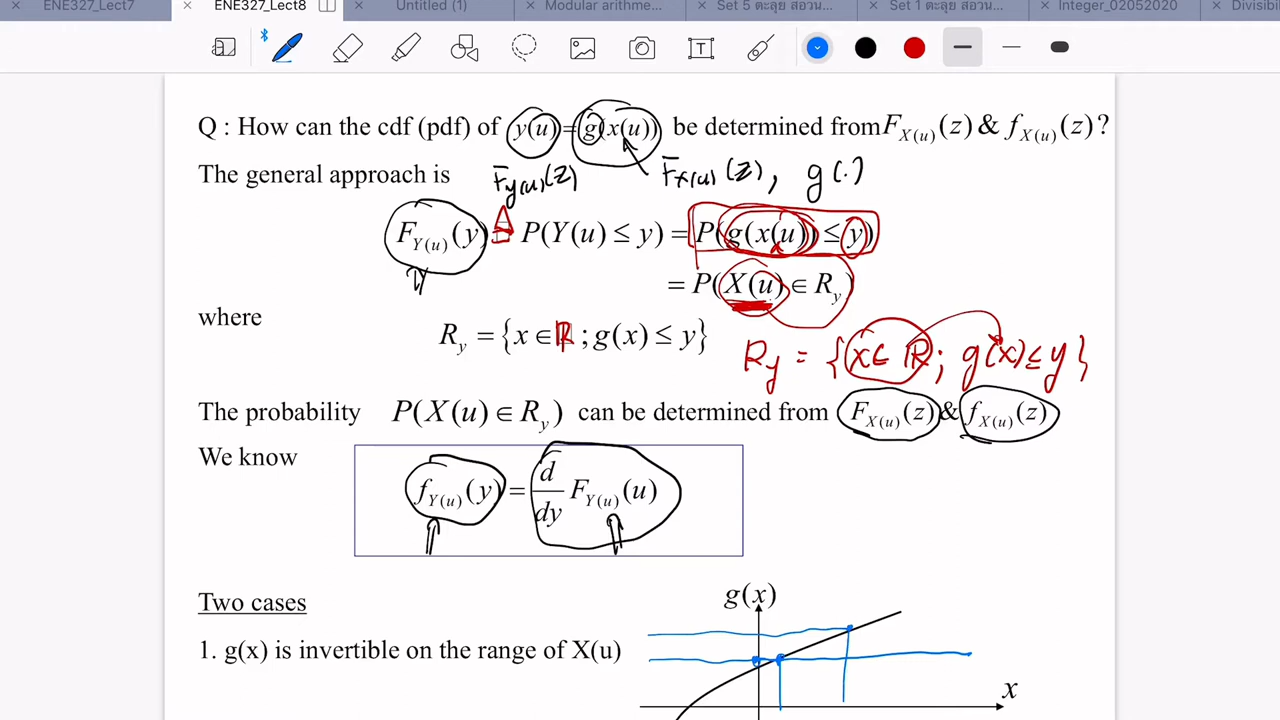 ENE327_Lect7 ENE327_Lect8 Untitled (1) Modular arithme... Set 5 ตะลุย สอวน... Set 1 ตะลุย สอวน... Integer_02052020 Divisibil
Q : How can the cdf (pdf) of y(u) = g(x(u)) be determined from F_{X(u)}(z) & f_{X(u)}(z)?
The general approach is F_{y(u)}(z) F_{x(u)}(z), g(.)
F_{Y(u)}(y) ≜ P(Y(u) ≤ y) = P(g(x(u)) ≤ y)
= P(X(u) ∈ R_y)
where
R_y = {x ∈ ℝ ; g(x) ≤ y}
R_y = {x ∈ ℝ ; g(x) ≤ y}
The probability P(X(u) ∈ R_y) can be determined from F_{X(u)}(z) & f_{X(u)}(z)
We know
f_{Y(u)}(y) = d/dy F_{Y(u)}(u)
Two cases
g(x)
1. g(x) is invertible on the range of X(u)
x